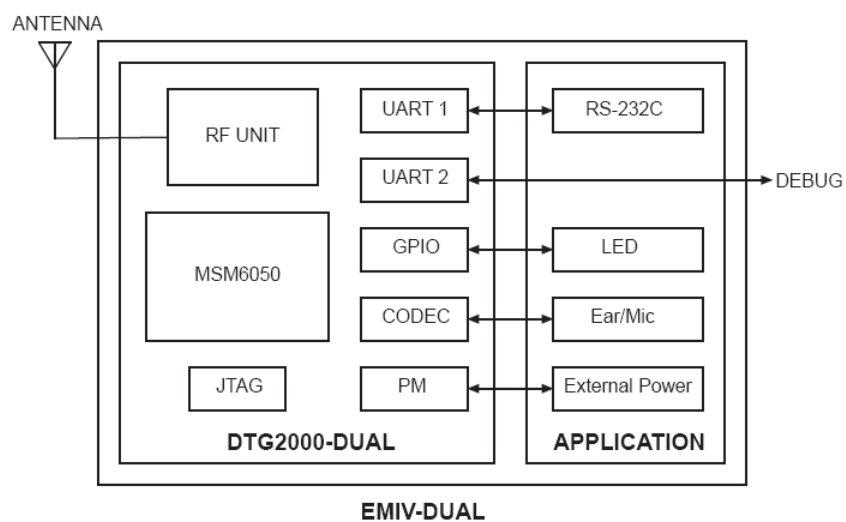 ANTENNA
RF UNIT
UART 1
RS-232C
UART 2
DEBUG
MSM6050
GPIO
LED
CODEC
Ear/Mic
JTAG
PM
External Power
DTG2000-DUAL
APPLICATION
EMIV-DUAL